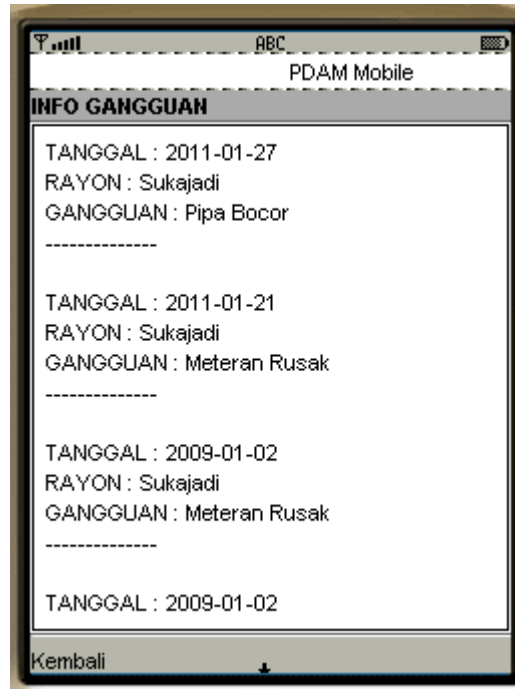 ABC
PDAM Mobile
INFO GANGGUAN
TANGGAL : 2011-01-27
RAYON : Sukajadi
GANGGUAN : Pipa Bocor
--------------
TANGGAL : 2011-01-21
RAYON : Sukajadi
GANGGUAN : Meteran Rusak
--------------
TANGGAL : 2009-01-02
RAYON : Sukajadi
GANGGUAN : Meteran Rusak
--------------
TANGGAL : 2009-01-02
Kembali